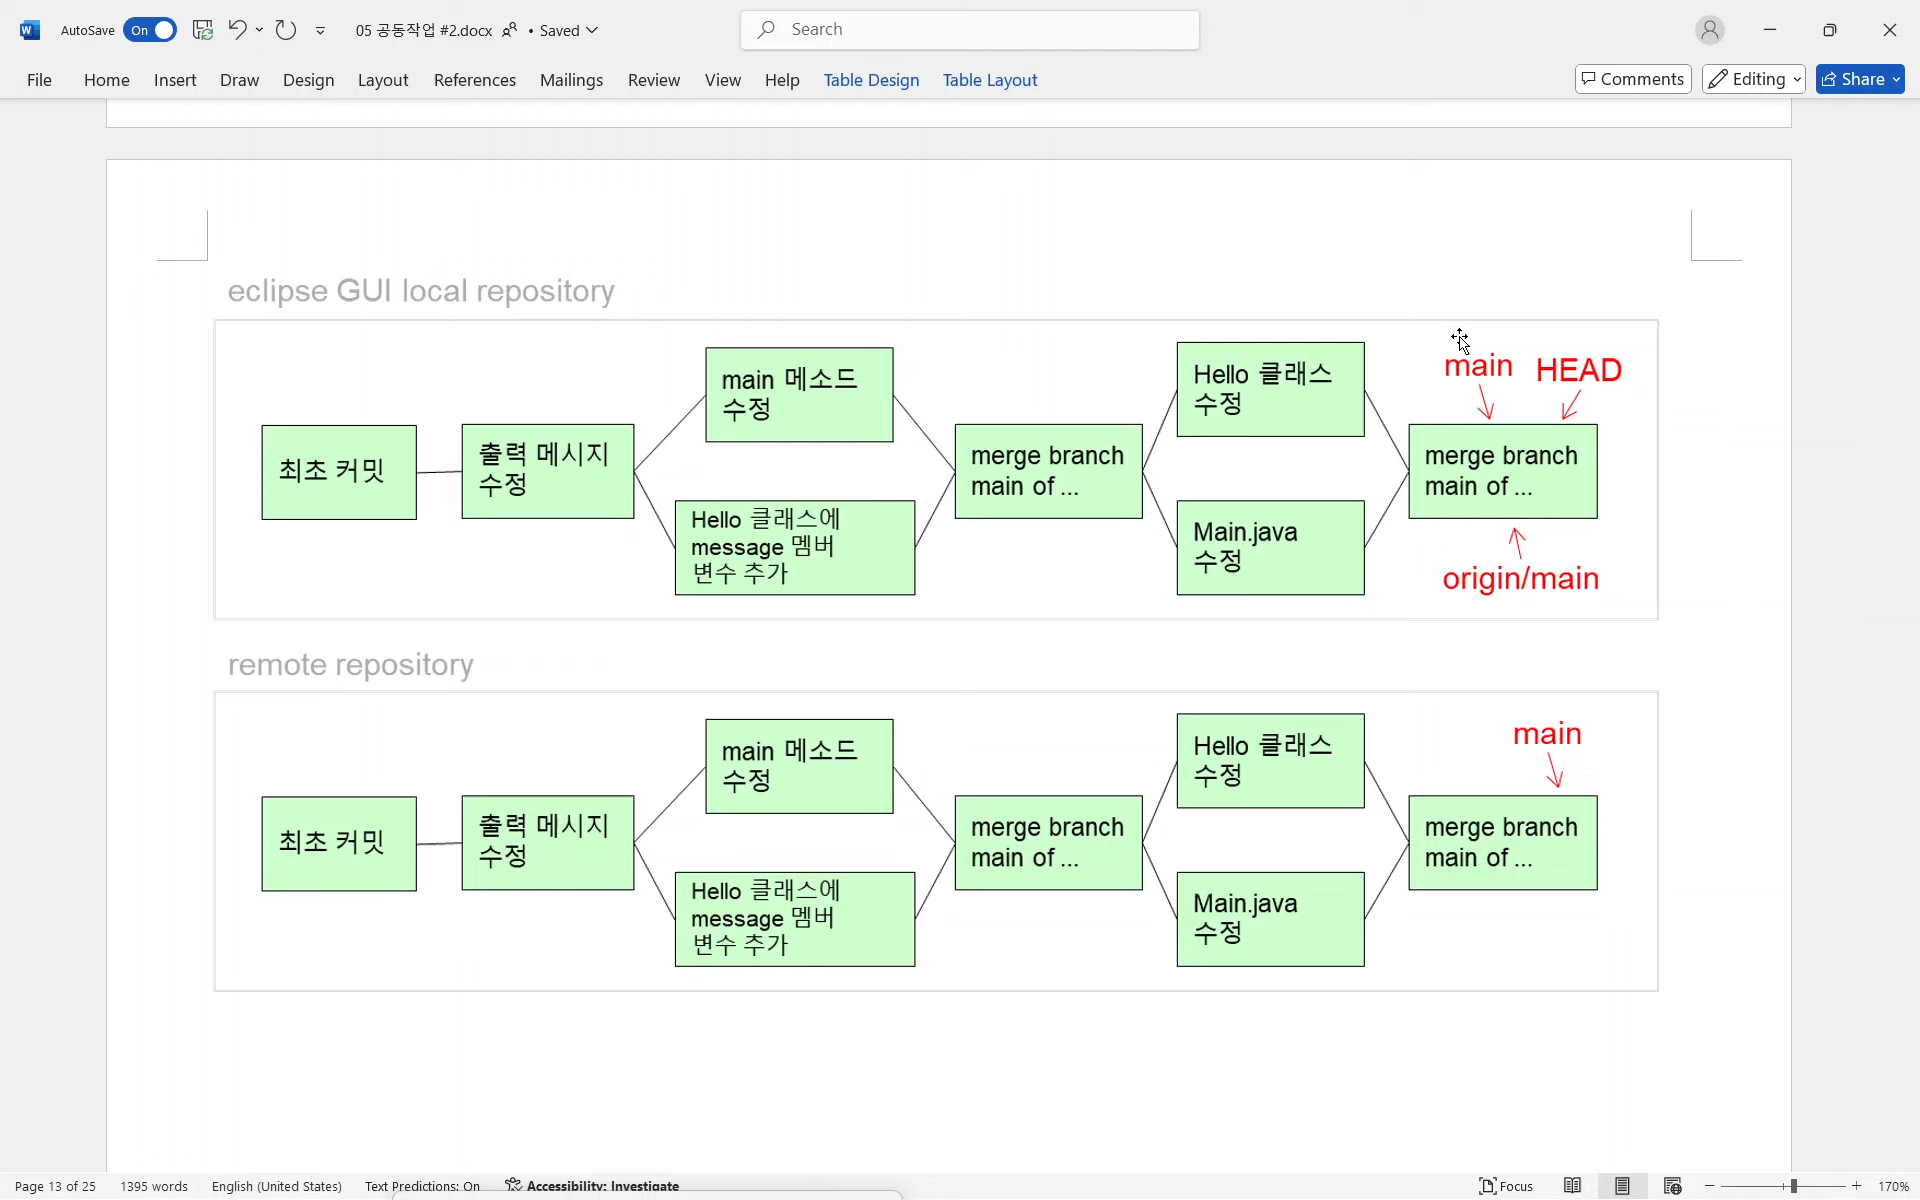 AutoSave On 05 공동작업 #2.docx • Saved Search
File Home Insert Draw Design Layout References Mailings Review View Help Table Design Table Layout Comments Editing Share
eclipse GUI local repository
main HEAD
main 메소드
수정
Hello 클래스
수정
최초 커밋
출력 메시지
수정
merge branch
main of ...
merge branch
main of ...
Hello 클래스에
message 멤버
변수 추가
Main.java
수정
origin/main
remote repository
main
main 메소드
수정
Hello 클래스
수정
최초 커밋
출력 메시지
수정
merge branch
main of ...
merge branch
main of ...
Hello 클래스에
message 멤버
변수 추가
Main.java
수정
Page 13 of 25 1395 words English (United States) Text Predictions: On Accessibility: Investigate Focus 170%